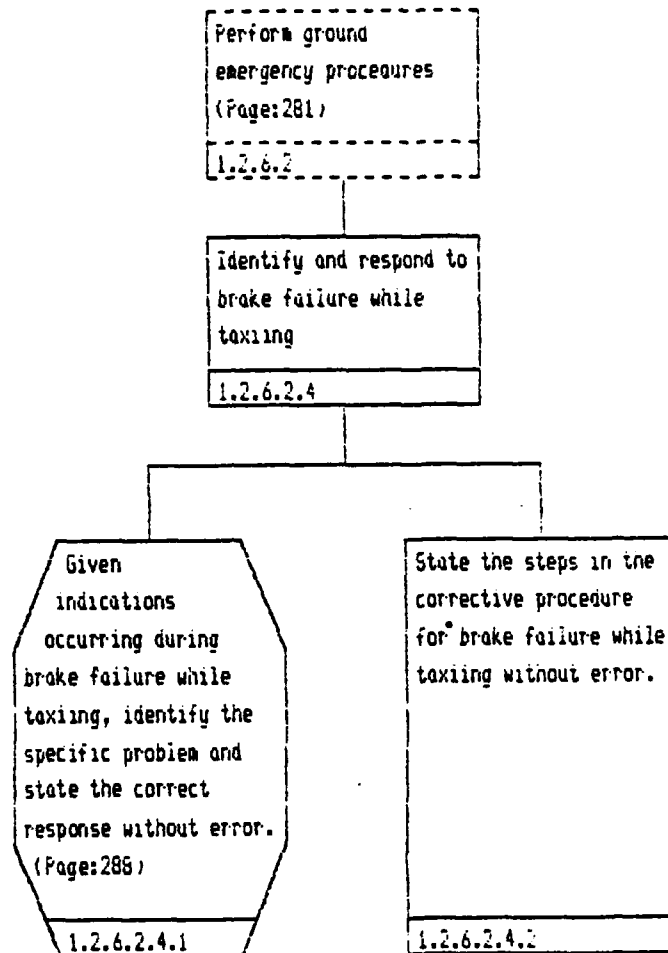 Perform ground
emergency procedures
(Page:281)
1.2.6.2
Identify and respond to
brake failure while
taxiing
1.2.6.2.4
Given
indications
occurring during
brake failure while
taxiing, identify the
specific problem and
state the correct
response without error.
(Page:288)
1.2.6.2.4.1
State the steps in the
corrective procedure
for brake failure while
taxiing without error.
1.2.6.2.4.2